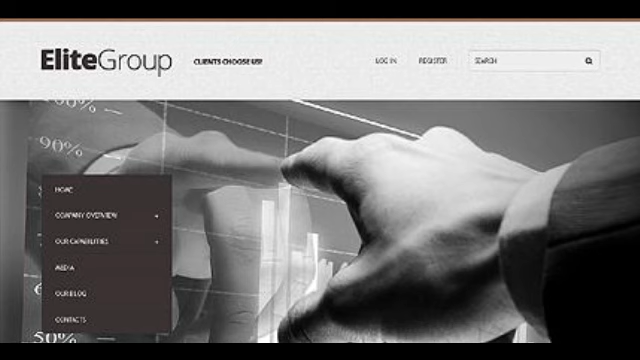 EliteGroup
CLIENTS CHOOSE US!
LOG IN
REGISTER
SEARCH
100%
90%
HOME
COMPANY OVERVIEW +
OUR CAPABILITIES +
MEDIA
OUR BLOG
CONTACTS
50%